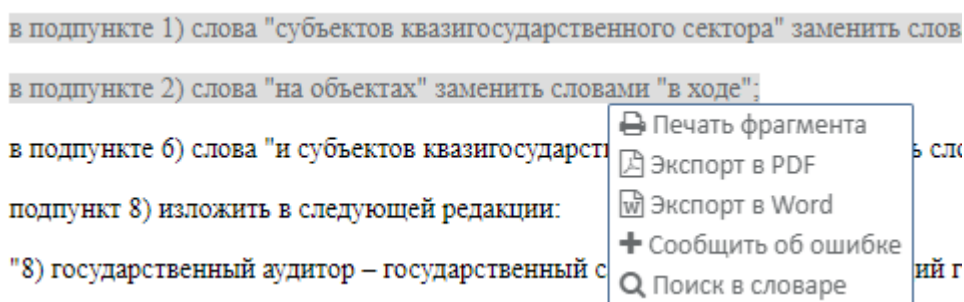 в подпункте 1) слова "субъектов квазигосударственного сектора" заменить слов
в подпункте 2) слова "на объектах" заменить словами "в ходе";
Печать фрагмента
в подпункте 6) слова "и субъектов
Экспорт в PDF
Экспорт в Word
подпункт 8) изложить в следующей редакции:
Сообщить об ошибке
"8) государственный аудитор – государственный
Поиск в словаре